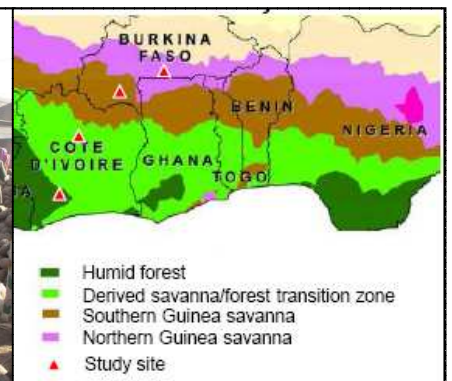 BURKINA
FASO
BENIN
NIGERIA
COTE
D'IVOIRE
GHANA
TOGO
Humid forest
Derived savanna/forest transition zone
Southern Guinea savanna
Northern Guinea savanna
Study site